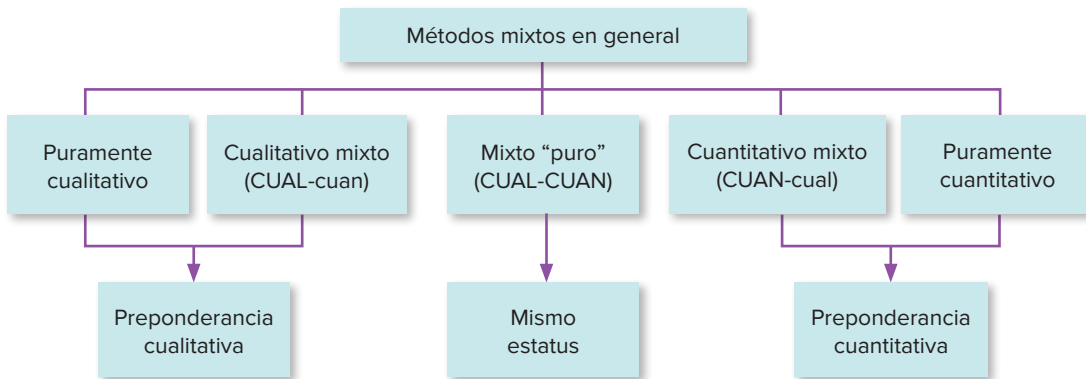 Métodos mixtos en general
Puramente
cualitativo
Cualitativo mixto
(CUAL-cuan)
Mixto “puro”
(CUAL-CUAN)
Cuantitativo mixto
(CUAN-cual)
Puramente
cuantitativo
Preponderancia
cualitativa
Mismo
estatus
Preponderancia
cuantitativa